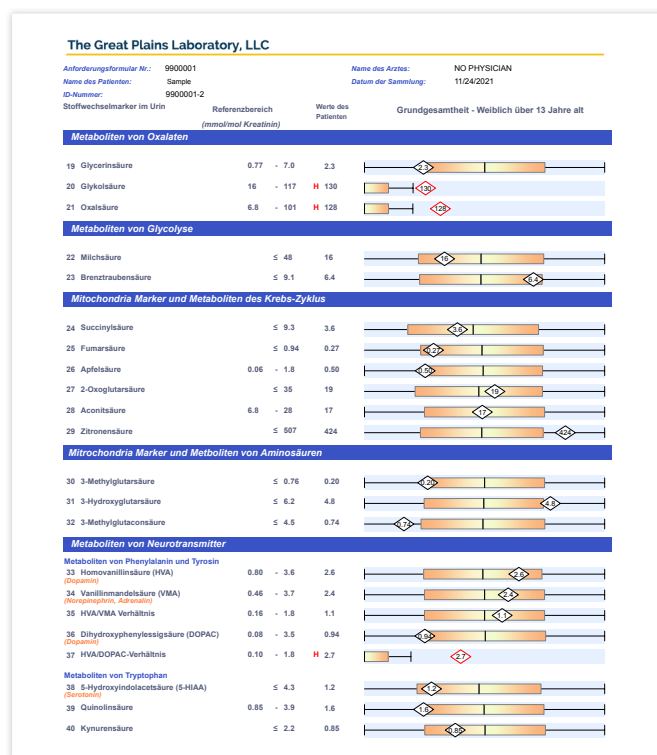 The Great Plains Laboratory, LLC
Anforderungsformular Nr.: 9900001 Name des Arztes: NO PHYSICIAN
Name des Patienten: Sample Datum der Sammlung: 11/24/2021
ID-Nummer: 9900001-2
Stoffwechselmarker im Urin Referenzbereich Werte des Patienten Grundgesamtheit - Weiblich über 13 Jahre alt
(mmol/mol Kreatinin)
Metaboliten von Oxalaten
19 Glycerinsäure 0.77 - 7.0 2.3 2.3
20 Glykolsäure 16 - 117 H 130 130
21 Oxalsäure 6.8 - 101 H 128 128
Metaboliten von Glycolyse
22 Milchsäure ≤ 48 16 16
23 Brenztraubensäure ≤ 9.1 6.4 6.4
Mitochondria Marker und Metaboliten des Krebs-Zyklus
24 Succinylsäure ≤ 9.3 3.6 3.6
25 Fumarsäure ≤ 0.94 0.27 0.27
26 Apfelsäure 0.06 - 1.8 0.50 0.50
27 2-Oxoglutarsäure ≤ 35 19 19
28 Aconitsäure 6.8 - 28 17 17
29 Zitronensäure ≤ 507 424 424
Mitrochondria Marker und Metboliten von Aminosäuren
30 3-Methylglutarsäure ≤ 0.76 0.20 0.20
31 3-Hydroxyglutarsäure ≤ 6.2 4.8 4.8
32 3-Methylglutaconsäure ≤ 4.5 0.74 0.74
Metaboliten von Neurotransmitter
Metaboliten von Phenylalanin und Tyrosin
33 Homovanillinsäure (HVA) 0.80 - 3.6 2.6 2.6
(Dopamin)
34 Vanillinmandelsäure (VMA) 0.46 - 3.7 2.4 2.4
(Norepinephrin, Adrenalin)
35 HVA/VMA Verhältnis 0.16 - 1.8 1.1 1.1
36 Dihydroxyphenylessigsäure (DOPAC) 0.08 - 3.5 0.94 0.94
(Dopamin)
37 HVA/DOPAC-Verhältnis 0.10 - 1.8 H 2.7 2.7
Metaboliten von Tryptophan
38 5-Hydroxyindolacetsäure (5-HIAA) ≤ 4.3 1.2 1.2
(Serotonin)
39 Quinolinsäure 0.85 - 3.9 1.6 1.6
40 Kynurensäure ≤ 2.2 0.85 0.85